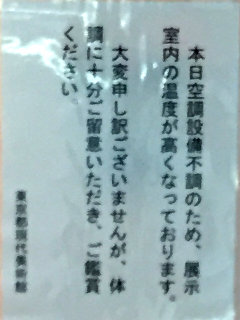 本日空調設備不調のため、展示
室内の温度が高くなっております。
大変申し訳ございませんが、体
調に十分ご留意いただき、ご鑑賞
ください。
東京都現代美術館